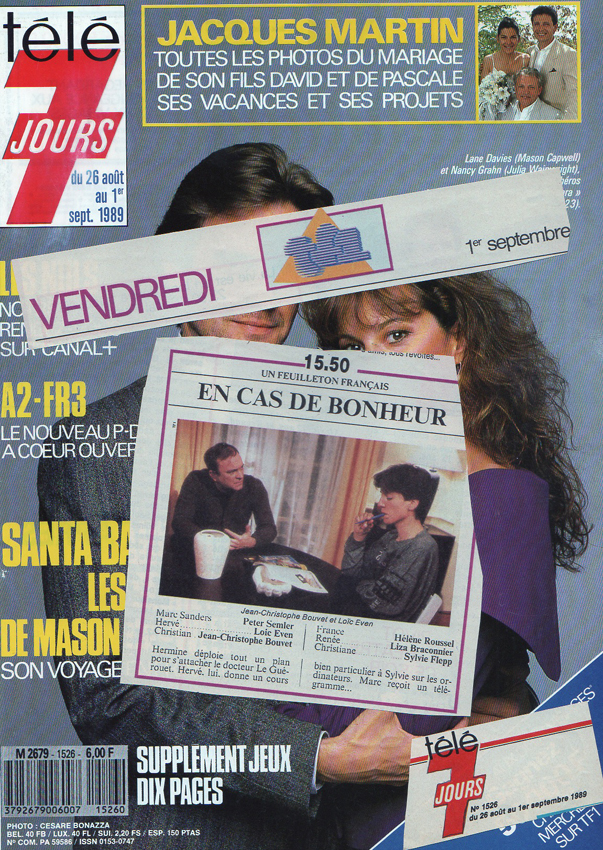 télé
7
JOURS
du 26 août
au 1er
sept. 1989
JACQUES MARTIN
TOUTES LES PHOTOS DU MARIAGE
DE SON FILS DAVID ET DE PASCALE
SES VACANCES ET SES PROJETS
Lane Davies (Mason Capwell)
et Nancy Grahn (Julia Wainwright),
23).
VENDREDI
1er septembre
SUR CANAL+
A2-FR3
LE NOUVEAU P-D
A COEUR OUVER
SANTA BA
LES
DE MASON
SON VOYAGE
tous révoltés...
15.50
UN FEUILLETON FRANÇAIS
EN CAS DE BONHEUR
Jean-Christophe Bouvet et Loïc Even
Marc Sanders Peter Semler
Hervé Loïc Even
Christian Jean-Christophe Bouvet
France Hélène Roussel
Renée Liza Braconnier
Christiane Sylvie Flepp
Hermine déploie tout un plan
pour s'attacher le docteur Le Gué-
rouet. Hervé, lui, donne un cours
bien particulier à Sylvie sur les or-
dinateurs. Marc reçoit un télé-
gramme...
M 2679 - 1526 - 6,00 F
3792679006007 15260
SUPPLEMENT JEUX
DIX PAGES
PHOTO : CESARE BONAZZA
BEL. 40 FB / LUX. 40 FL / SUI. 2,20 FS / ESP. 150 PTAS
N° COM. PA 59586 / ISSN 0153-0747
télé
7
JOURS
N° 1526
du 26 août au 1er septembre 1989
MERC
SUR TF1